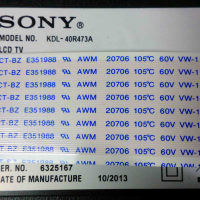 SONY
MODEL NO. KDL-40R473A
LCD TV
CT-BZ E351988 AWM 20706 105°C 60V VW-1
CT-BZ E351988 AWM 20706 105°C 60V VW-1
CT-BZ E351988 AWM 20706 105°C 60V VW-1
CT-BZ E351988 AWM 20706 105°C 60V VW-1
CT-BZ E351988 AWM 20706 105°C 60V VW-1
CT-BZ E351988 AWM 20706 105°C 60V VW-1
CT-BZ E351988 AWM 20706 105°C 60V VW-1
SER. NO. 6325167
DATE OF MANUFACTURE 10/2013